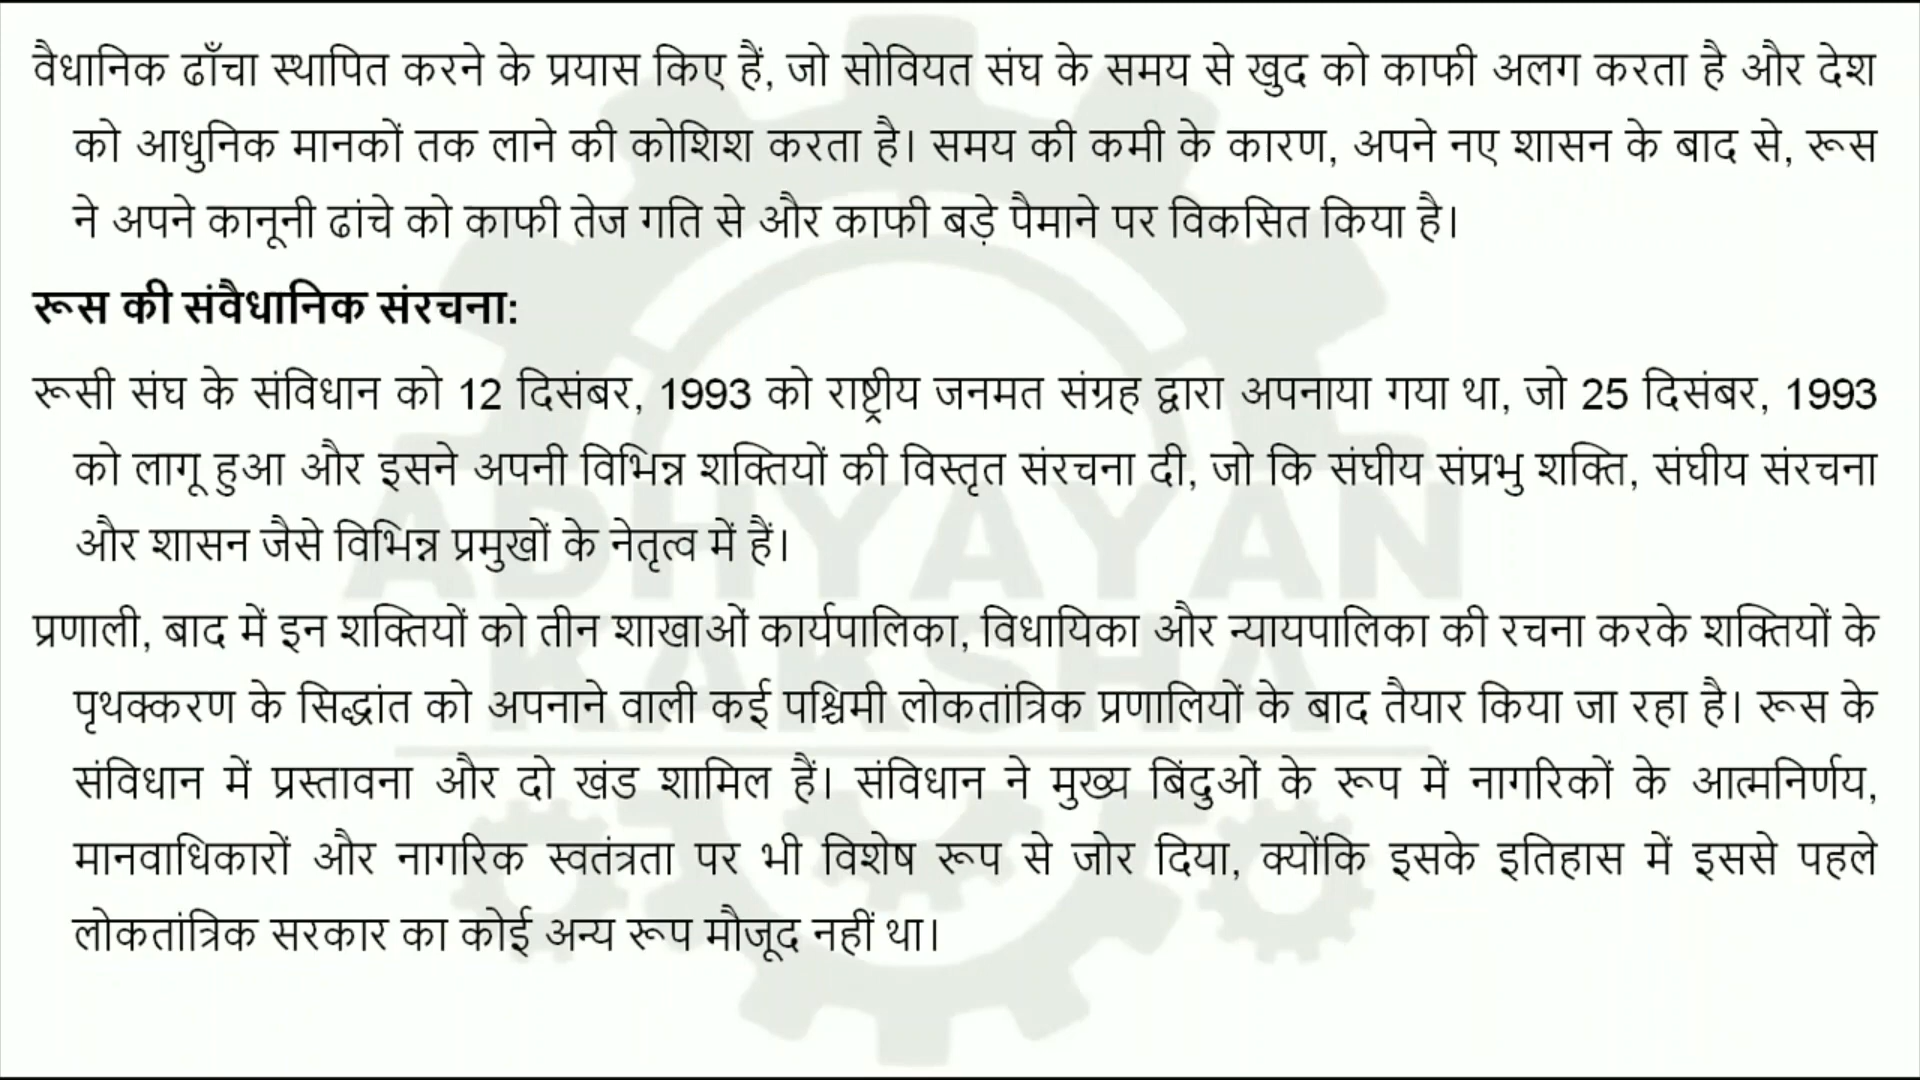 वैधानिक ढाँचा स्थापित करने के प्रयास किए हैं, जो सोवियत संघ के समय से खुद को काफी अलग करता है और देश
को आधुनिक मानकों तक लाने की कोशिश करता है। समय की कमी के कारण, अपने नए शासन के बाद से, रूस
ने अपने कानूनी ढांचे को काफी तेज गति से और काफी बड़े पैमाने पर विकसित किया है।
रूस की संवैधानिक संरचना:
रूसी संघ के संविधान को 12 दिसंबर, 1993 को राष्ट्रीय जनमत संग्रह द्वारा अपनाया गया था, जो 25 दिसंबर, 1993
को लागू हुआ और इसने अपनी विभिन्न शक्तियों की विस्तृत संरचना दी, जो कि संघीय संप्रभु शक्ति, संघीय संरचना
और शासन जैसे विभिन्न प्रमुखों के नेतृत्व में हैं।
ADHYAYAN
प्रणाली, बाद में इन शक्तियों को तीन शाखाओं कार्यपालिका, विधायिका और न्यायपालिका की रचना करके शक्तियों के
KAKSHA
पृथक्करण के सिद्धांत को अपनाने वाली कई पश्चिमी लोकतांत्रिक प्रणालियों के बाद तैयार किया जा रहा है। रूस के
संविधान में प्रस्तावना और दो खंड शामिल हैं। संविधान ने मुख्य बिंदुओं के रूप में नागरिकों के आत्मनिर्णय,
मानवाधिकारों और नागरिक स्वतंत्रता पर भी विशेष रूप से जोर दिया, क्योंकि इसके इतिहास में इससे पहले
लोकतांत्रिक सरकार का कोई अन्य रूप मौजूद नहीं था।